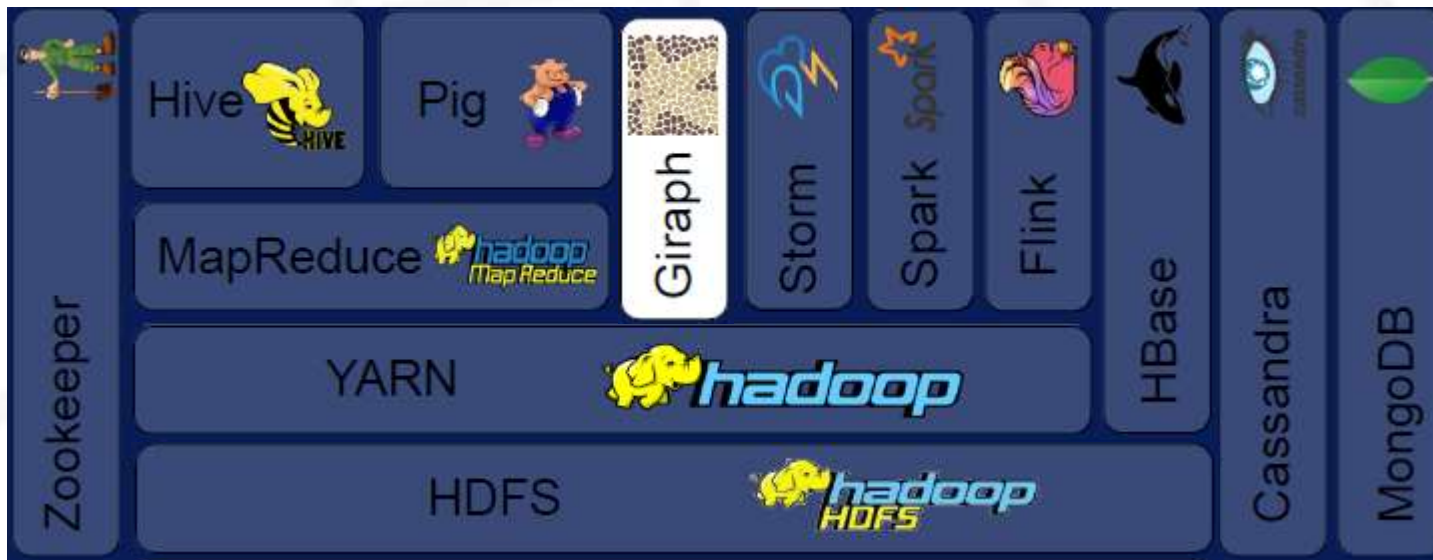 Zookeeper
Hive
HIVE
Pig
MapReduce
hadoop
Map Reduce
Giraph
Storm
Spark
Spark
Flink
YARN
hadoop
HDFS
hadoop
HDFS
HBase
cassandra
Cassandra
MongoDB